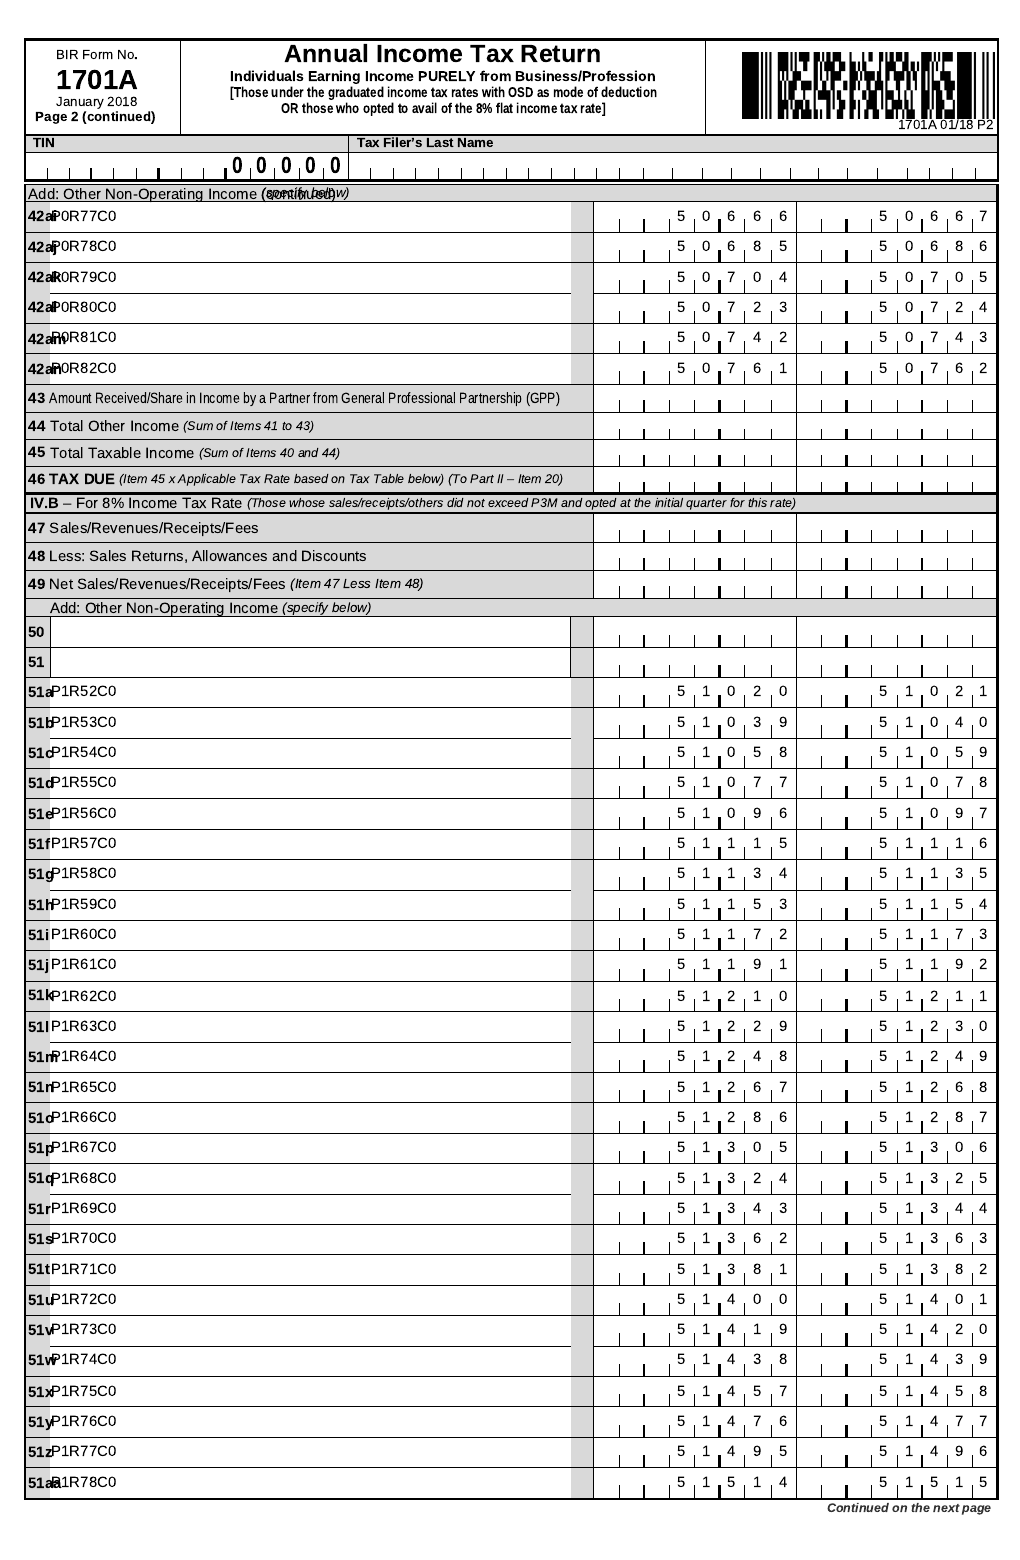 BIR Form No.
1701A
January 2018
Page 2 (continued)
Annual Income Tax Return
Individuals Earning Income PURELY from Business/Profession
[Those under the graduated income tax rates with OSD as mode of deduction
OR those who opted to avail of the 8% flat income tax rate]
1701A 01/18 P2
TIN Tax Filer's Last Name
0 0 0 0 0
Add: Other Non-Operating Income (continued) (specify below)
42ai P0R77C0 5 0 6 6 6 5 0 6 6 7
42aj P0R78C0 5 0 6 8 5 5 0 6 8 6
42ak P0R79C0 5 0 7 0 4 5 0 7 0 5
42al P0R80C0 5 0 7 2 3 5 0 7 2 4
42am P0R81C0 5 0 7 4 2 5 0 7 4 3
42an P0R82C0 5 0 7 6 1 5 0 7 6 2
43 Amount Received/Share in Income by a Partner from General Professional Partnership (GPP)
44 Total Other Income (Sum of Items 41 to 43)
45 Total Taxable Income (Sum of Items 40 and 44)
46 TAX DUE (Item 45 x Applicable Tax Rate based on Tax Table below) (To Part II – Item 20)
IV.B – For 8% Income Tax Rate (Those whose sales/receipts/others did not exceed P3M and opted at the initial quarter for this rate)
47 Sales/Revenues/Receipts/Fees
48 Less: Sales Returns, Allowances and Discounts
49 Net Sales/Revenues/Receipts/Fees (Item 47 Less Item 48)
Add: Other Non-Operating Income (specify below)
50
51
51a P1R52C0 5 1 0 2 0 5 1 0 2 1
51b P1R53C0 5 1 0 3 9 5 1 0 4 0
51c P1R54C0 5 1 0 5 8 5 1 0 5 9
51d P1R55C0 5 1 0 7 7 5 1 0 7 8
51e P1R56C0 5 1 0 9 6 5 1 0 9 7
51f P1R57C0 5 1 1 1 5 5 1 1 1 6
51g P1R58C0 5 1 1 3 4 5 1 1 3 5
51h P1R59C0 5 1 1 5 3 5 1 1 5 4
51i P1R60C0 5 1 1 7 2 5 1 1 7 3
51j P1R61C0 5 1 1 9 1 5 1 1 9 2
51k P1R62C0 5 1 2 1 0 5 1 2 1 1
51l P1R63C0 5 1 2 2 9 5 1 2 3 0
51m P1R64C0 5 1 2 4 8 5 1 2 4 9
51n P1R65C0 5 1 2 6 7 5 1 2 6 8
51o P1R66C0 5 1 2 8 6 5 1 2 8 7
51p P1R67C0 5 1 3 0 5 5 1 3 0 6
51q P1R68C0 5 1 3 2 4 5 1 3 2 5
51r P1R69C0 5 1 3 4 3 5 1 3 4 4
51s P1R70C0 5 1 3 6 2 5 1 3 6 3
51t P1R71C0 5 1 3 8 1 5 1 3 8 2
51u P1R72C0 5 1 4 0 0 5 1 4 0 1
51v P1R73C0 5 1 4 1 9 5 1 4 2 0
51w P1R74C0 5 1 4 3 8 5 1 4 3 9
51x P1R75C0 5 1 4 5 7 5 1 4 5 8
51y P1R76C0 5 1 4 7 6 5 1 4 7 7
51z P1R77C0 5 1 4 9 5 5 1 4 9 6
51aa P1R78C0 5 1 5 1 4 5 1 5 1 5
Continued on the next page